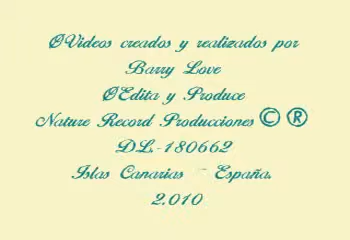 ©Videos creados y realizados por
Barry Love
©Edita y Produce
Nature Record Producciones © ®
DL.-180662
Islas Canarias - España.
2.010